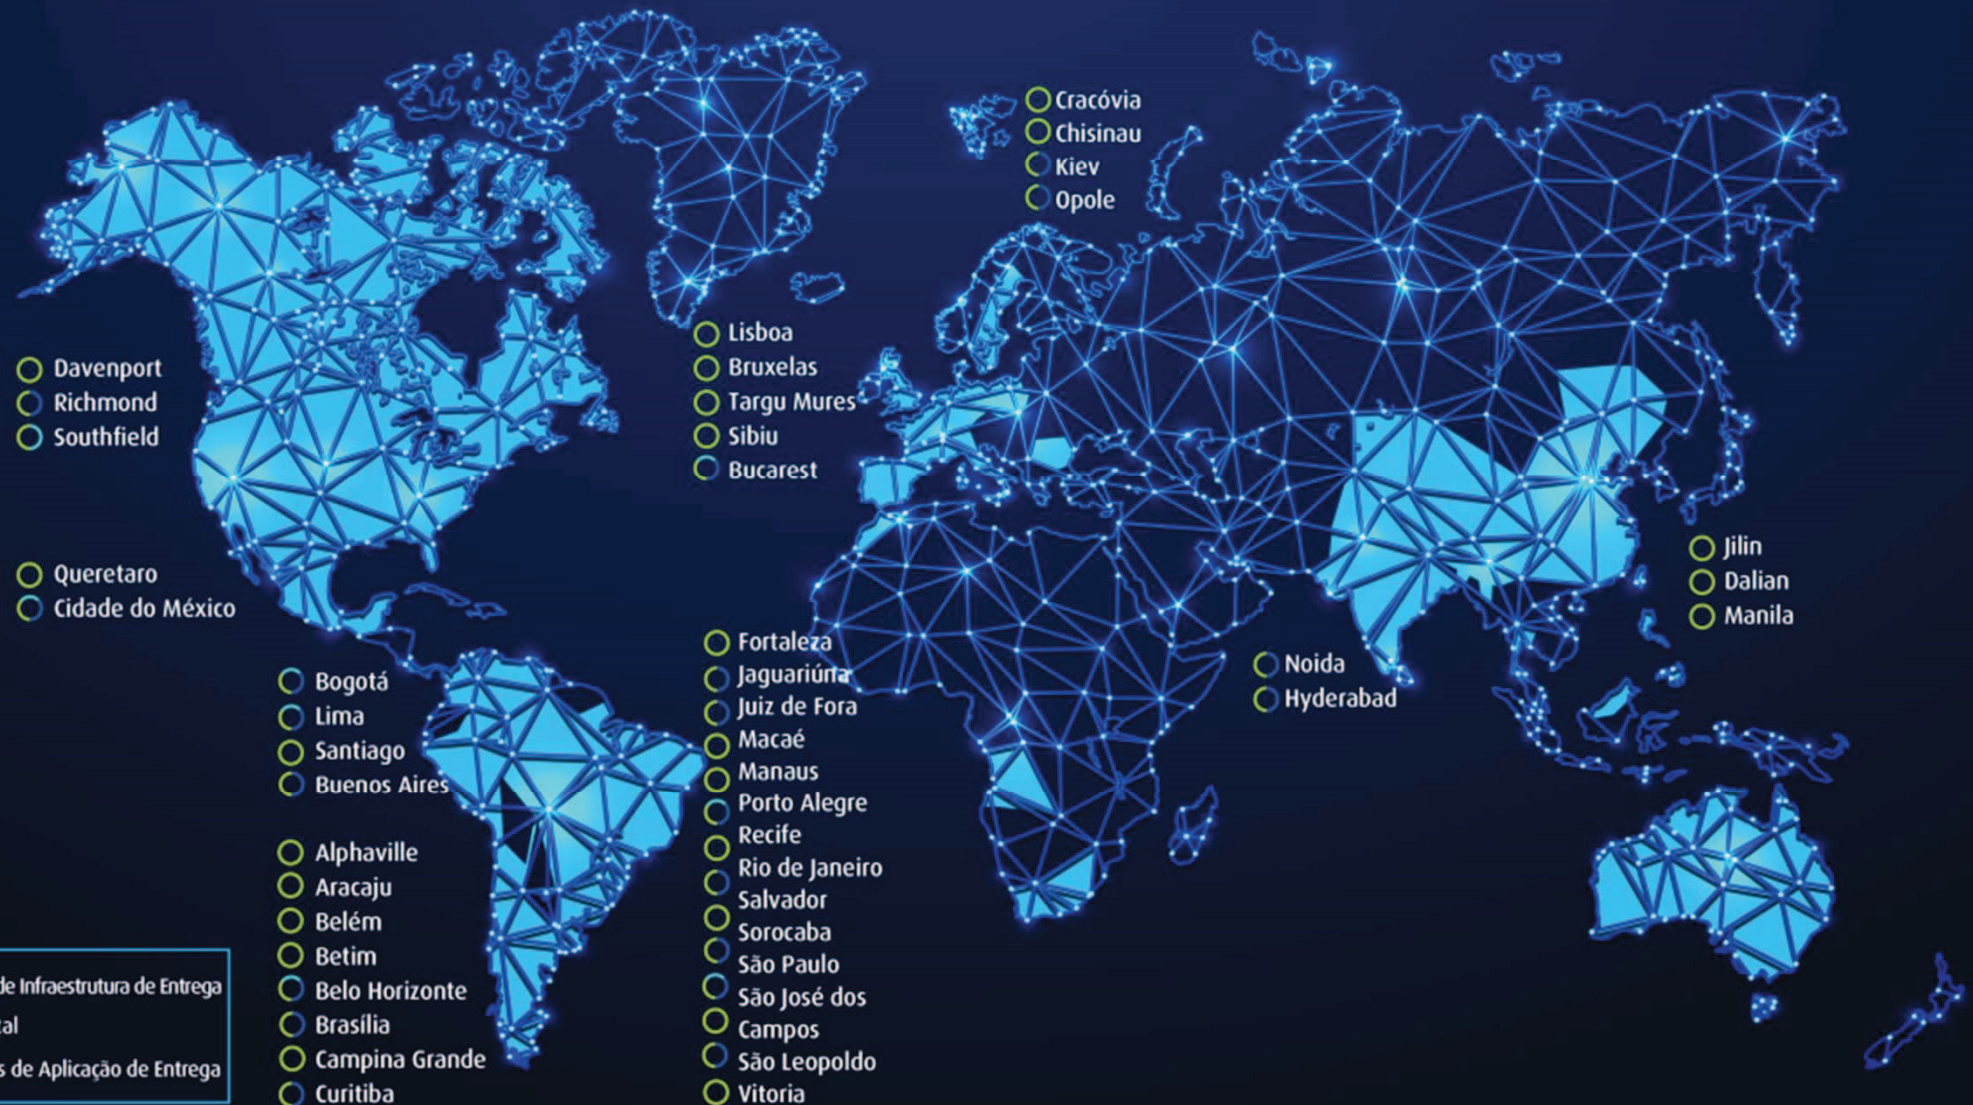 Cracóvia
Chisinau
Kiev
Opole
Lisboa
Bruxelas
Targu Mures
Sibiu
Bucarest
Davenport
Richmond
Southfield
Queretaro
Cidade do México
Jilin
Dalian
Manila
Noida
Hyderabad
Bogotá
Lima
Santiago
Buenos Aires
Alphaville
Aracaju
Belém
Betim
Belo Horizonte
Brasília
Campina Grande
Curitiba
Fortaleza
Jaguariúna
Juiz de Fora
Macaé
Manaus
Porto Alegre
Recife
Rio de Janeiro
Salvador
Sorocaba
São Paulo
São José dos
Campos
São Leopoldo
Vitoria
de Infraestrutura de Entrega
de Aplicação de Entrega